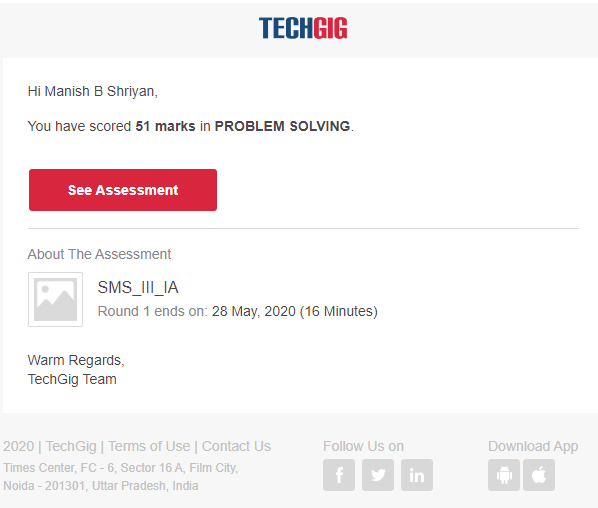 TECHGIG
Hi Manish B Shriyan,
You have scored 51 marks in PROBLEM SOLVING.
See Assessment
About The Assessment
SMS_III_IA
Round 1 ends on: 28 May, 2020 (16 Minutes)
Warm Regards,
TechGig Team
2020 | TechGig | Terms of Use | Contact Us
Times Center, FC - 6, Sector 16 A, Film City,
Noida - 201301, Uttar Pradesh, India
Follow Us on
Download App